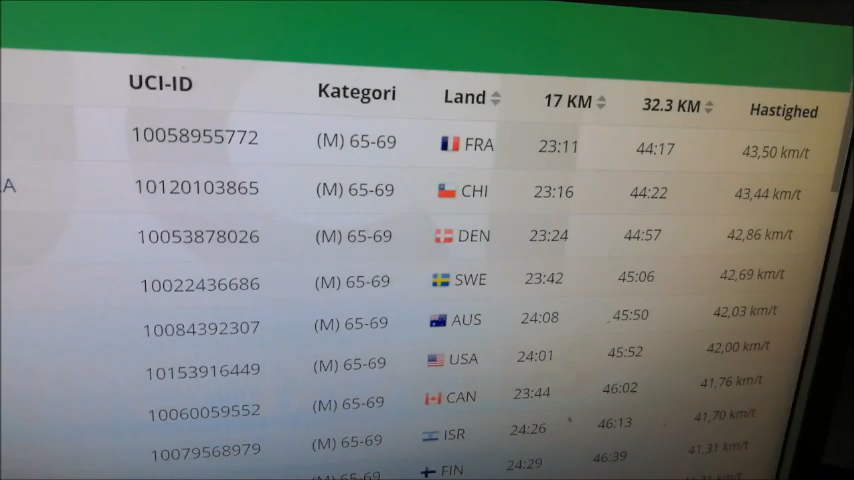 UCI-ID Kategori Land 17 KM 32.3 KM Hastighed
10058955772 (M) 65-69 FRA 23:11 44:17 43,50 km/t
A 10120103865 (M) 65-69 CHI 23:16 44:22 43,44 km/t
10053878026 (M) 65-69 DEN 23:24 44:57 42,86 km/t
10022436686 (M) 65-69 SWE 23:42 45:06 42,69 km/t
10084392307 (M) 65-69 AUS 24:08 45:50 42,03 km/t
10153916449 (M) 65-69 USA 24:01 45:52 42,00 km/t
10060059552 (M) 65-69 CAN 23:44 46:02 41,76 km/t
10079568979 (M) 65-69 ISR 24:26 46:13 41,70 km/t
(M) 65-69 FIN 24:29 46:39 41,31 km/t